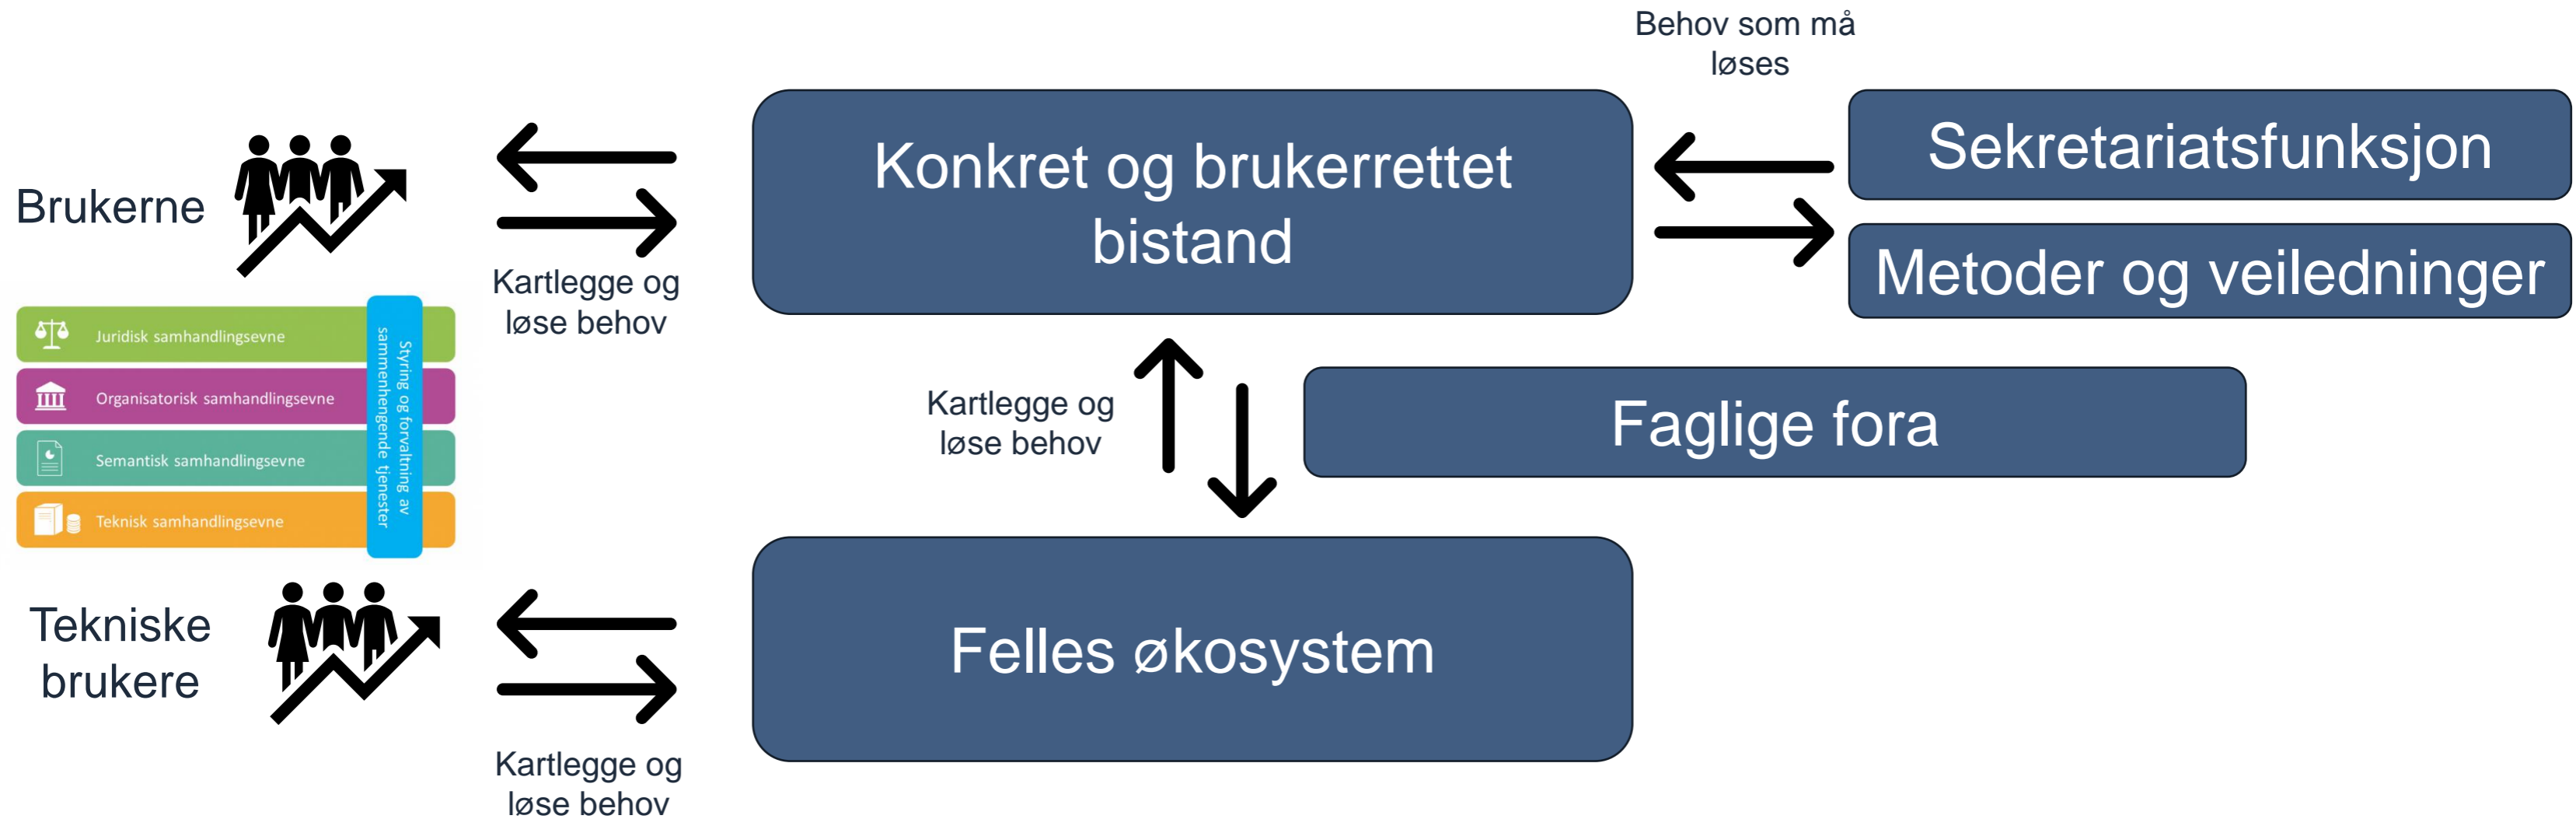 Behov som må
løses
Konkret og brukerrettet
bistand
Sekretariatsfunksjon
Metoder og veiledninger
Brukerne
Kartlegge og
løse behov
Juridisk samhandlingsevne
Organisatorisk samhandlingsevne
Semantisk samhandlingsevne
Teknisk samhandlingsevne
Styring og forvaltning av
sammenhengende tjenester
Kartlegge og
løse behov
Faglige fora
Tekniske
brukere
Felles økosystem
Kartlegge og
løse behov